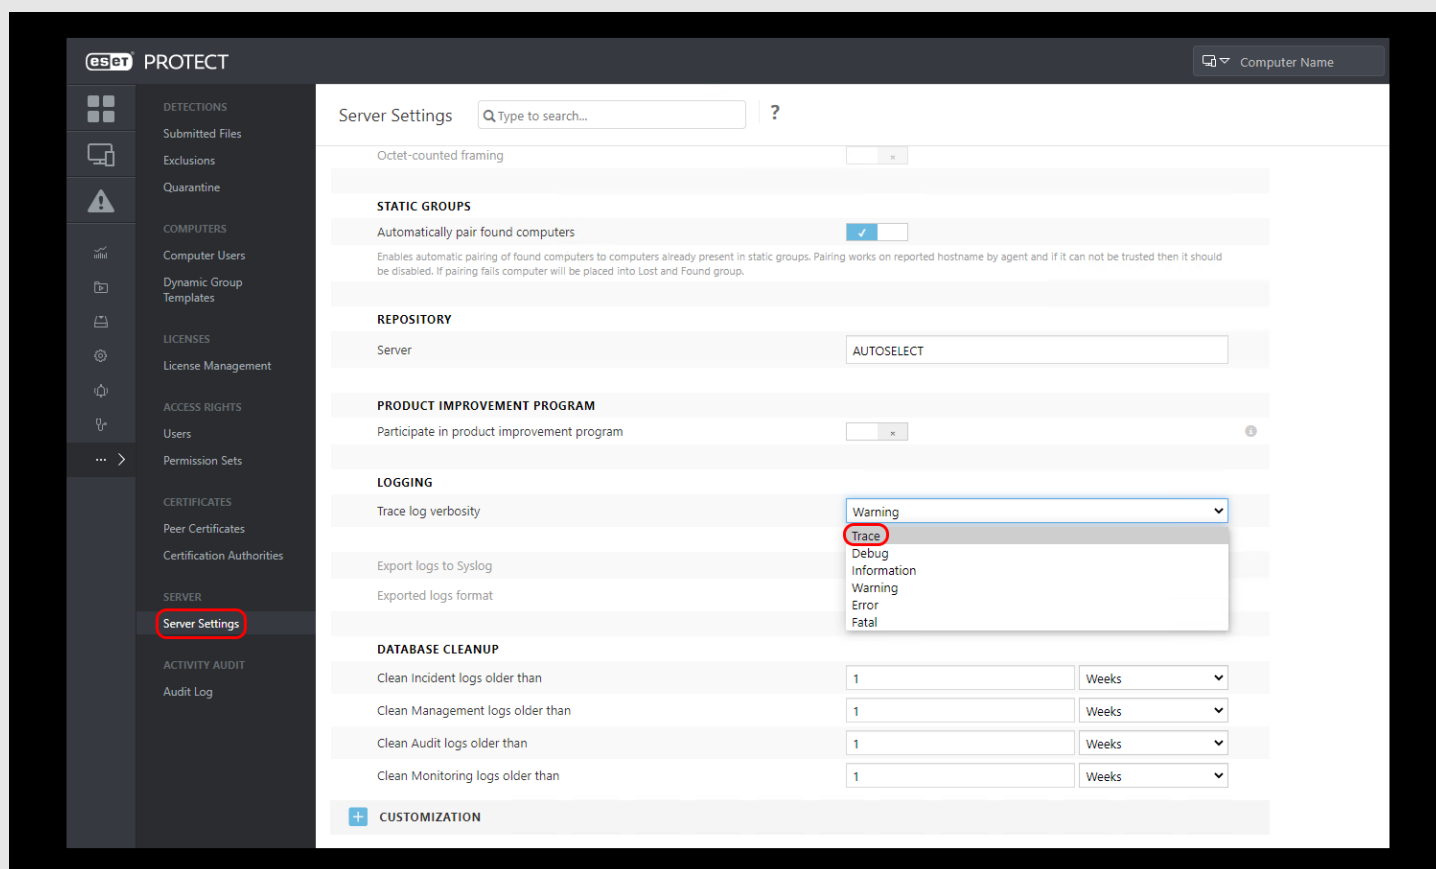 eset PROTECT
Computer Name
DETECTIONS
Submitted Files
Exclusions
Quarantine
COMPUTERS
Computer Users
Dynamic Group
Templates
LICENSES
License Management
ACCESS RIGHTS
Users
Permission Sets
CERTIFICATES
Peer Certificates
Certification Authorities
SERVER
Server Settings
ACTIVITY AUDIT
Audit Log
Server Settings
Type to search...
?
Octet-counted framing
STATIC GROUPS
Automatically pair found computers
Enables automatic pairing of found computers to computers already present in static groups. Pairing works on reported hostname by agent and if it can not be trusted then it should
be disabled. If pairing fails computer will be placed into Lost and Found group.
REPOSITORY
Server
AUTOSELECT
PRODUCT IMPROVEMENT PROGRAM
Participate in product improvement program
LOGGING
Trace log verbosity
Warning
Trace
Debug
Information
Warning
Error
Fatal
Export logs to Syslog
Exported logs format
DATABASE CLEANUP
Clean Incident logs older than
1
Weeks
Clean Management logs older than
1
Weeks
Clean Audit logs older than
1
Weeks
Clean Monitoring logs older than
1
Weeks
CUSTOMIZATION